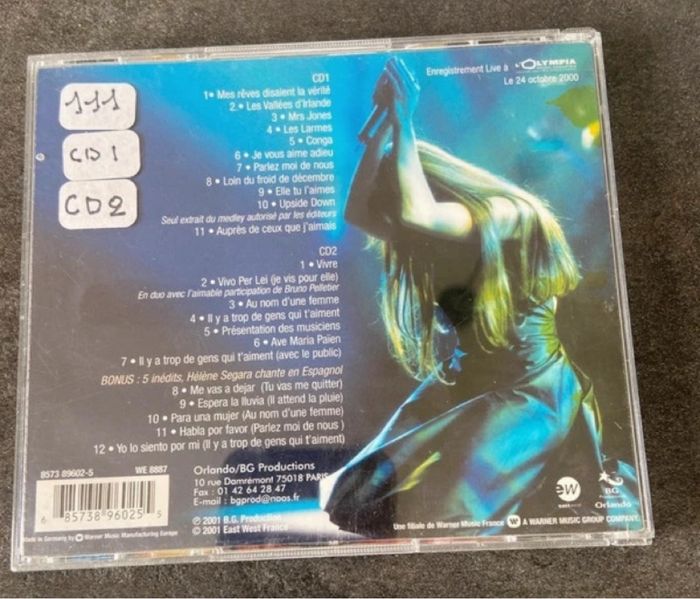 111
CD1
CD2
Enregistrement Live à L'OLYMPIA
Le 24 octobre 2000
CD1
1• Mes rêves disaient la vérité
2.• Les Vallées d'Irlande
3 • Mrs Jones
4 • Les Larmes
5 • Conga
6 • Je vous aime adieu
7 • Parlez moi de nous
8 • Loin du froid de décembre
9 • Elle tu l'aimes
10 • Upside Down
Seul extrait du medley autorisé par les éditeurs
11 • Auprès de ceux que j'aimais
CD2
1 • Vivre
2 • Vivo Per Lei (je vis pour elle)
En duo avec l'aimable participation de Bruno Pelletier
3 • Au nom d'une femme
4 • Il y a trop de gens qui t'aiment
5 • Présentation des musiciens
6 • Ave Maria Païen
7 • Il y a trop de gens qui t'aiment (avec le public)
BONUS : 5 inédits, Hélène Segara chante en Espagnol
8 • Me vas a dejar (Tu vas me quitter)
9 • Espera la lluvia (Il attend la pluie)
10 • Para una mujer (Au nom d'une femme)
11 • Habla por favor (Parlez moi de nous )
12 • Yo lo siento por mi (Il y a trop de gens qui t'aiment)
8573 89602-5 WE 8887
6 85738 96025 5
Made in Germany by W Warner Music Manufacturing Europe
Orlando/BG Productions
10 rue Damrémont 75018 PARIS
Fax : 01 42 64 28 47
E-mail : bgprod@noos.fr
℗ 2001 B.G. Production
© 2001 East West France
ew
BG
Orlando
Une filiale de Warner Music France W A WARNER MUSIC GROUP COMPANY